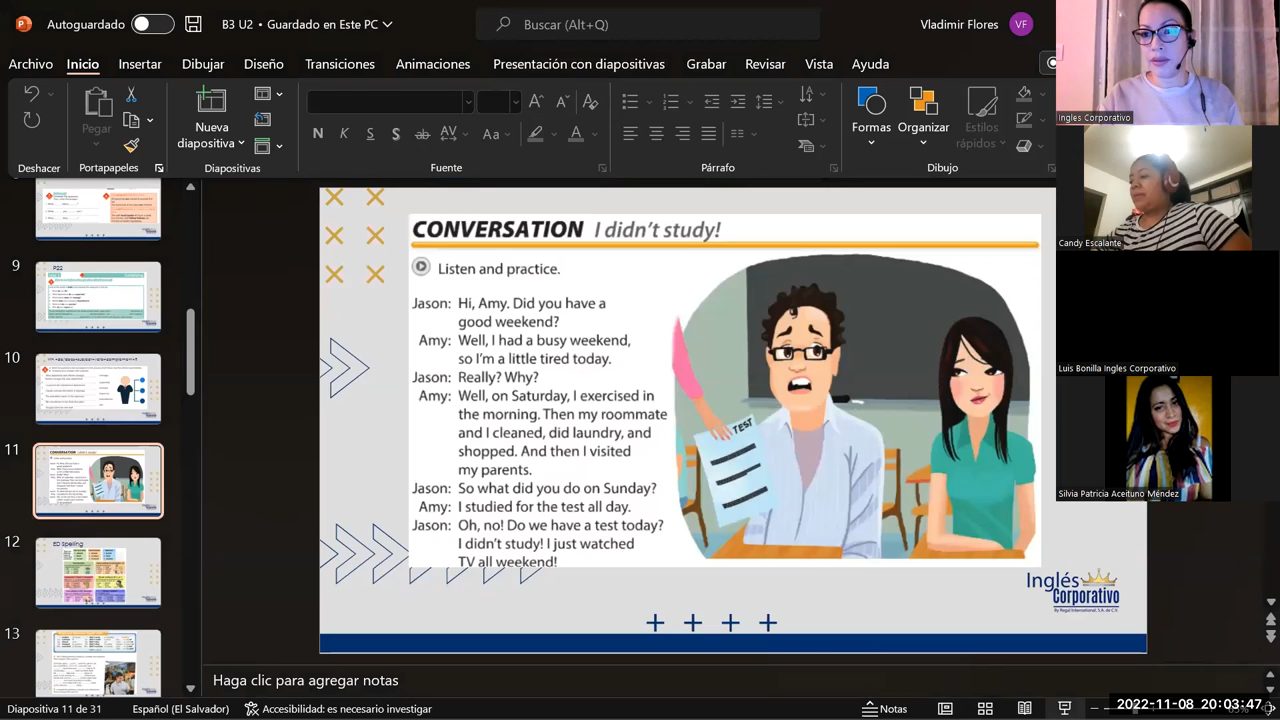 Autoguardado
B3 U2 • Guardado en Este PC
Buscar (Alt+Q)
Vladimir Flores
VF
Archivo
Inicio
Insertar
Dibujar
Diseño
Transiciones
Animaciones
Presentación con diapositivas
Grabar
Revisar
Vista
Ayuda
Pegar
Nueva
diapositiva
Formas
Organizar
Estilos
rápidos
N K S S ab AV Aa A
Deshacer
Portapapeles
Diapositivas
Fuente
Párrafo
Dibujo
Ingles Corporativo
Candy Escalante
Luis Bonilla Ingles Corporativo
Silvia Patricia Aceituno Méndez
9
P22
10
11
12
ED Spelling
13
CONVERSATION I didn't study!
Listen and practice.
Jason: Hi, Amy. Did you have a
good weekend?
Amy: Well, I had a busy weekend,
so I'm a little tired today.
Jason: Really? Why?
Amy: Well, on Saturday, I exercised in
the morning. Then my roommate
and I cleaned, did laundry, and
shopped. And then I visited
my parents.
Jason: So what did you do on Sunday?
Amy: I studied for the test all day.
Jason: Oh, no! Do we have a test today?
I didn't study! I just watched
TV all weekend!
TEST
Inglés
Corporativo
By Regal International, S.A. de C.V.
clic para agregar notas
Diapositiva 11 de 31
Español (El Salvador)
Accesibilidad: es necesario investigar
Notas
2022-11-08 20:03:47